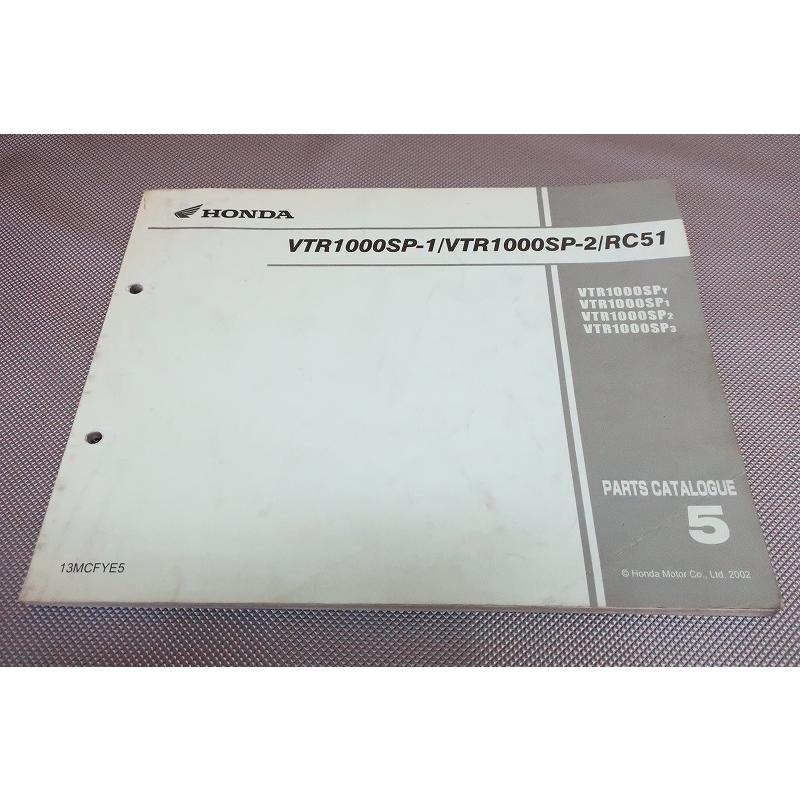 HONDA
VTR1000SP-1/VTR1000SP-2/RC51
VTR1000SPY
VTR1000SP1
VTR1000SP2
VTR1000SP3
PARTS CATALOGUE
5
13MCFYE5
© Honda Motor Co., Ltd. 2002